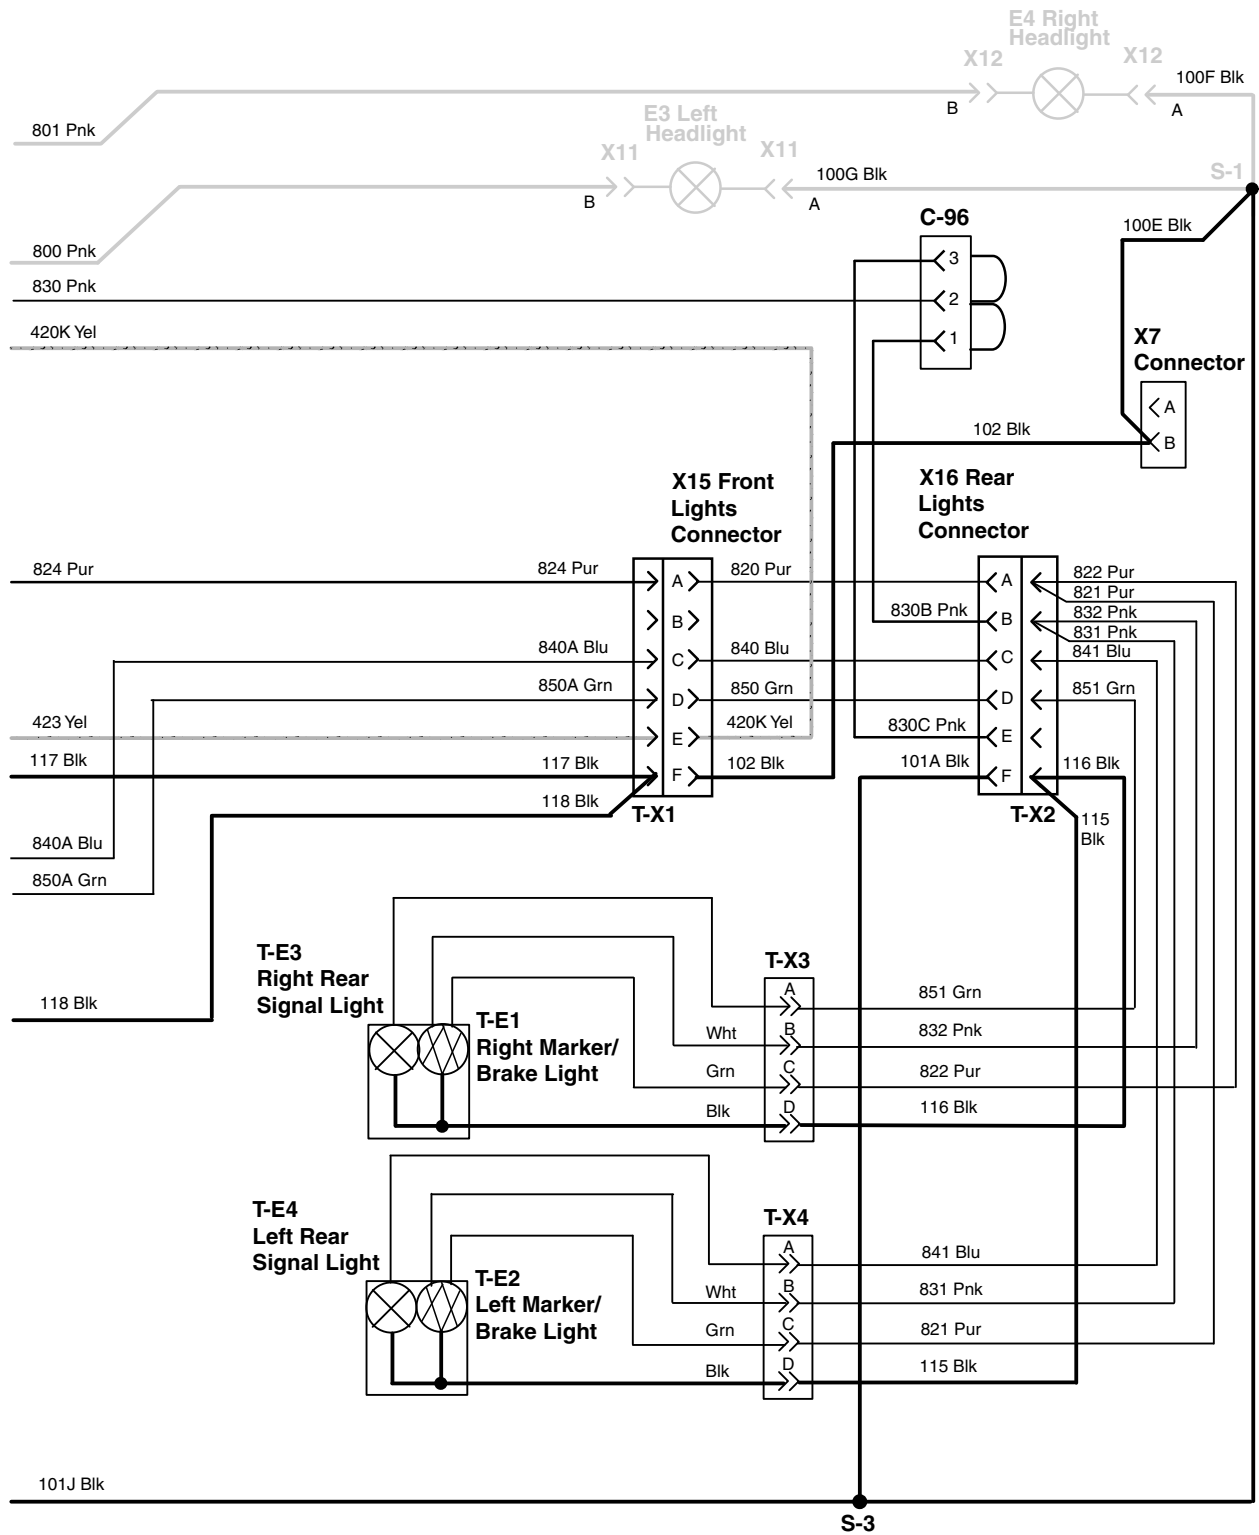 E4 Right
Headlight
X12
X12
100F Blk
B
A
801 Pnk
E3 Left
Headlight
X11
X11
100G Blk
S-1
B
A
C-96
100E Blk
800 Pnk
3
830 Pnk
2
420K Yel
1
X7
Connector
A
102 Blk
B
X15 Front
Lights
Connector
X16 Rear
Lights
Connector
824 Pur
824 Pur
A
820 Pur
A
822 Pur
821 Pur
B
830B Pnk
B
832 Pnk
831 Pnk
840A Blu
C
840 Blu
C
841 Blu
850A Grn
D
850 Grn
D
851 Grn
423 Yel
E
420K Yel
830C Pnk
E
117 Blk
117 Blk
F
102 Blk
101A Blk
F
116 Blk
118 Blk
T-X1
T-X2
115
Blk
840A Blu
850A Grn
T-E3
Right Rear
Signal Light
T-X3
118 Blk
A
851 Grn
T-E1
Right Marker/
Brake Light
Wht
B
832 Pnk
Grn
C
822 Pur
Blk
D
116 Blk
T-E4
Left Rear
Signal Light
T-X4
A
841 Blu
T-E2
Left Marker/
Brake Light
Wht
B
831 Pnk
Grn
C
821 Pur
Blk
D
115 Blk
101J Blk
S-3